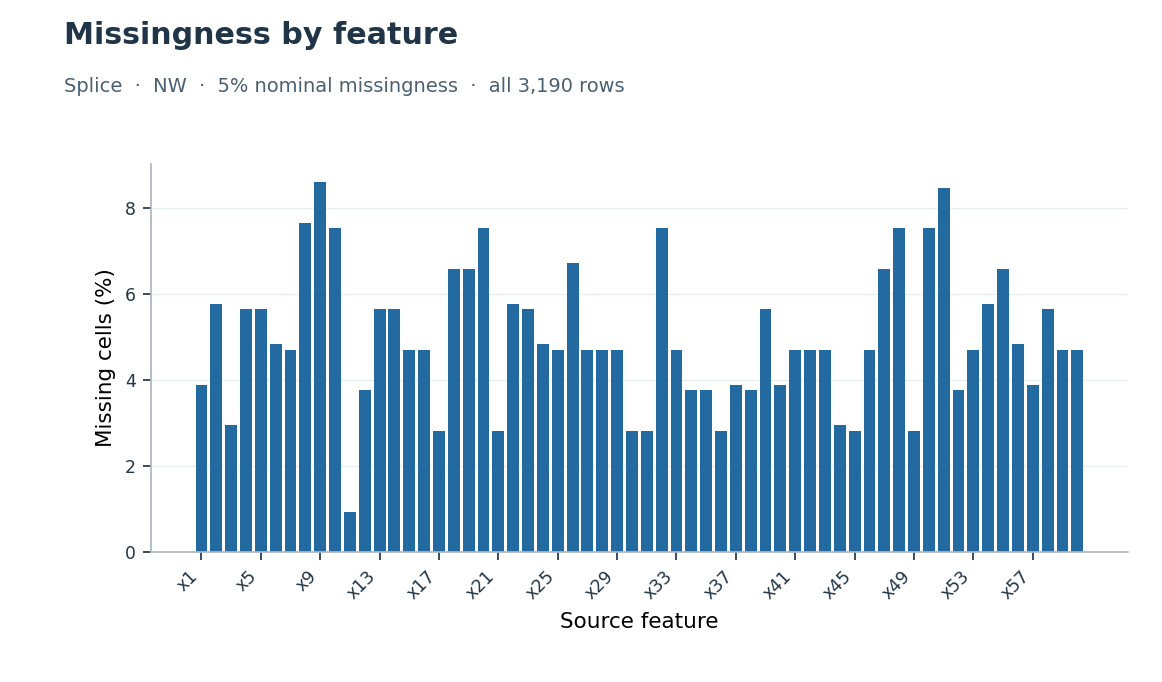 Missingness by feature
Splice · NW · 5% nominal missingness · all 3,190 rows
Missing cells (%)
8
6
4
2
0
x1 x5 x9 x13 x17 x21 x25 x29 x33 x37 x41 x45 x49 x53 x57
Source feature